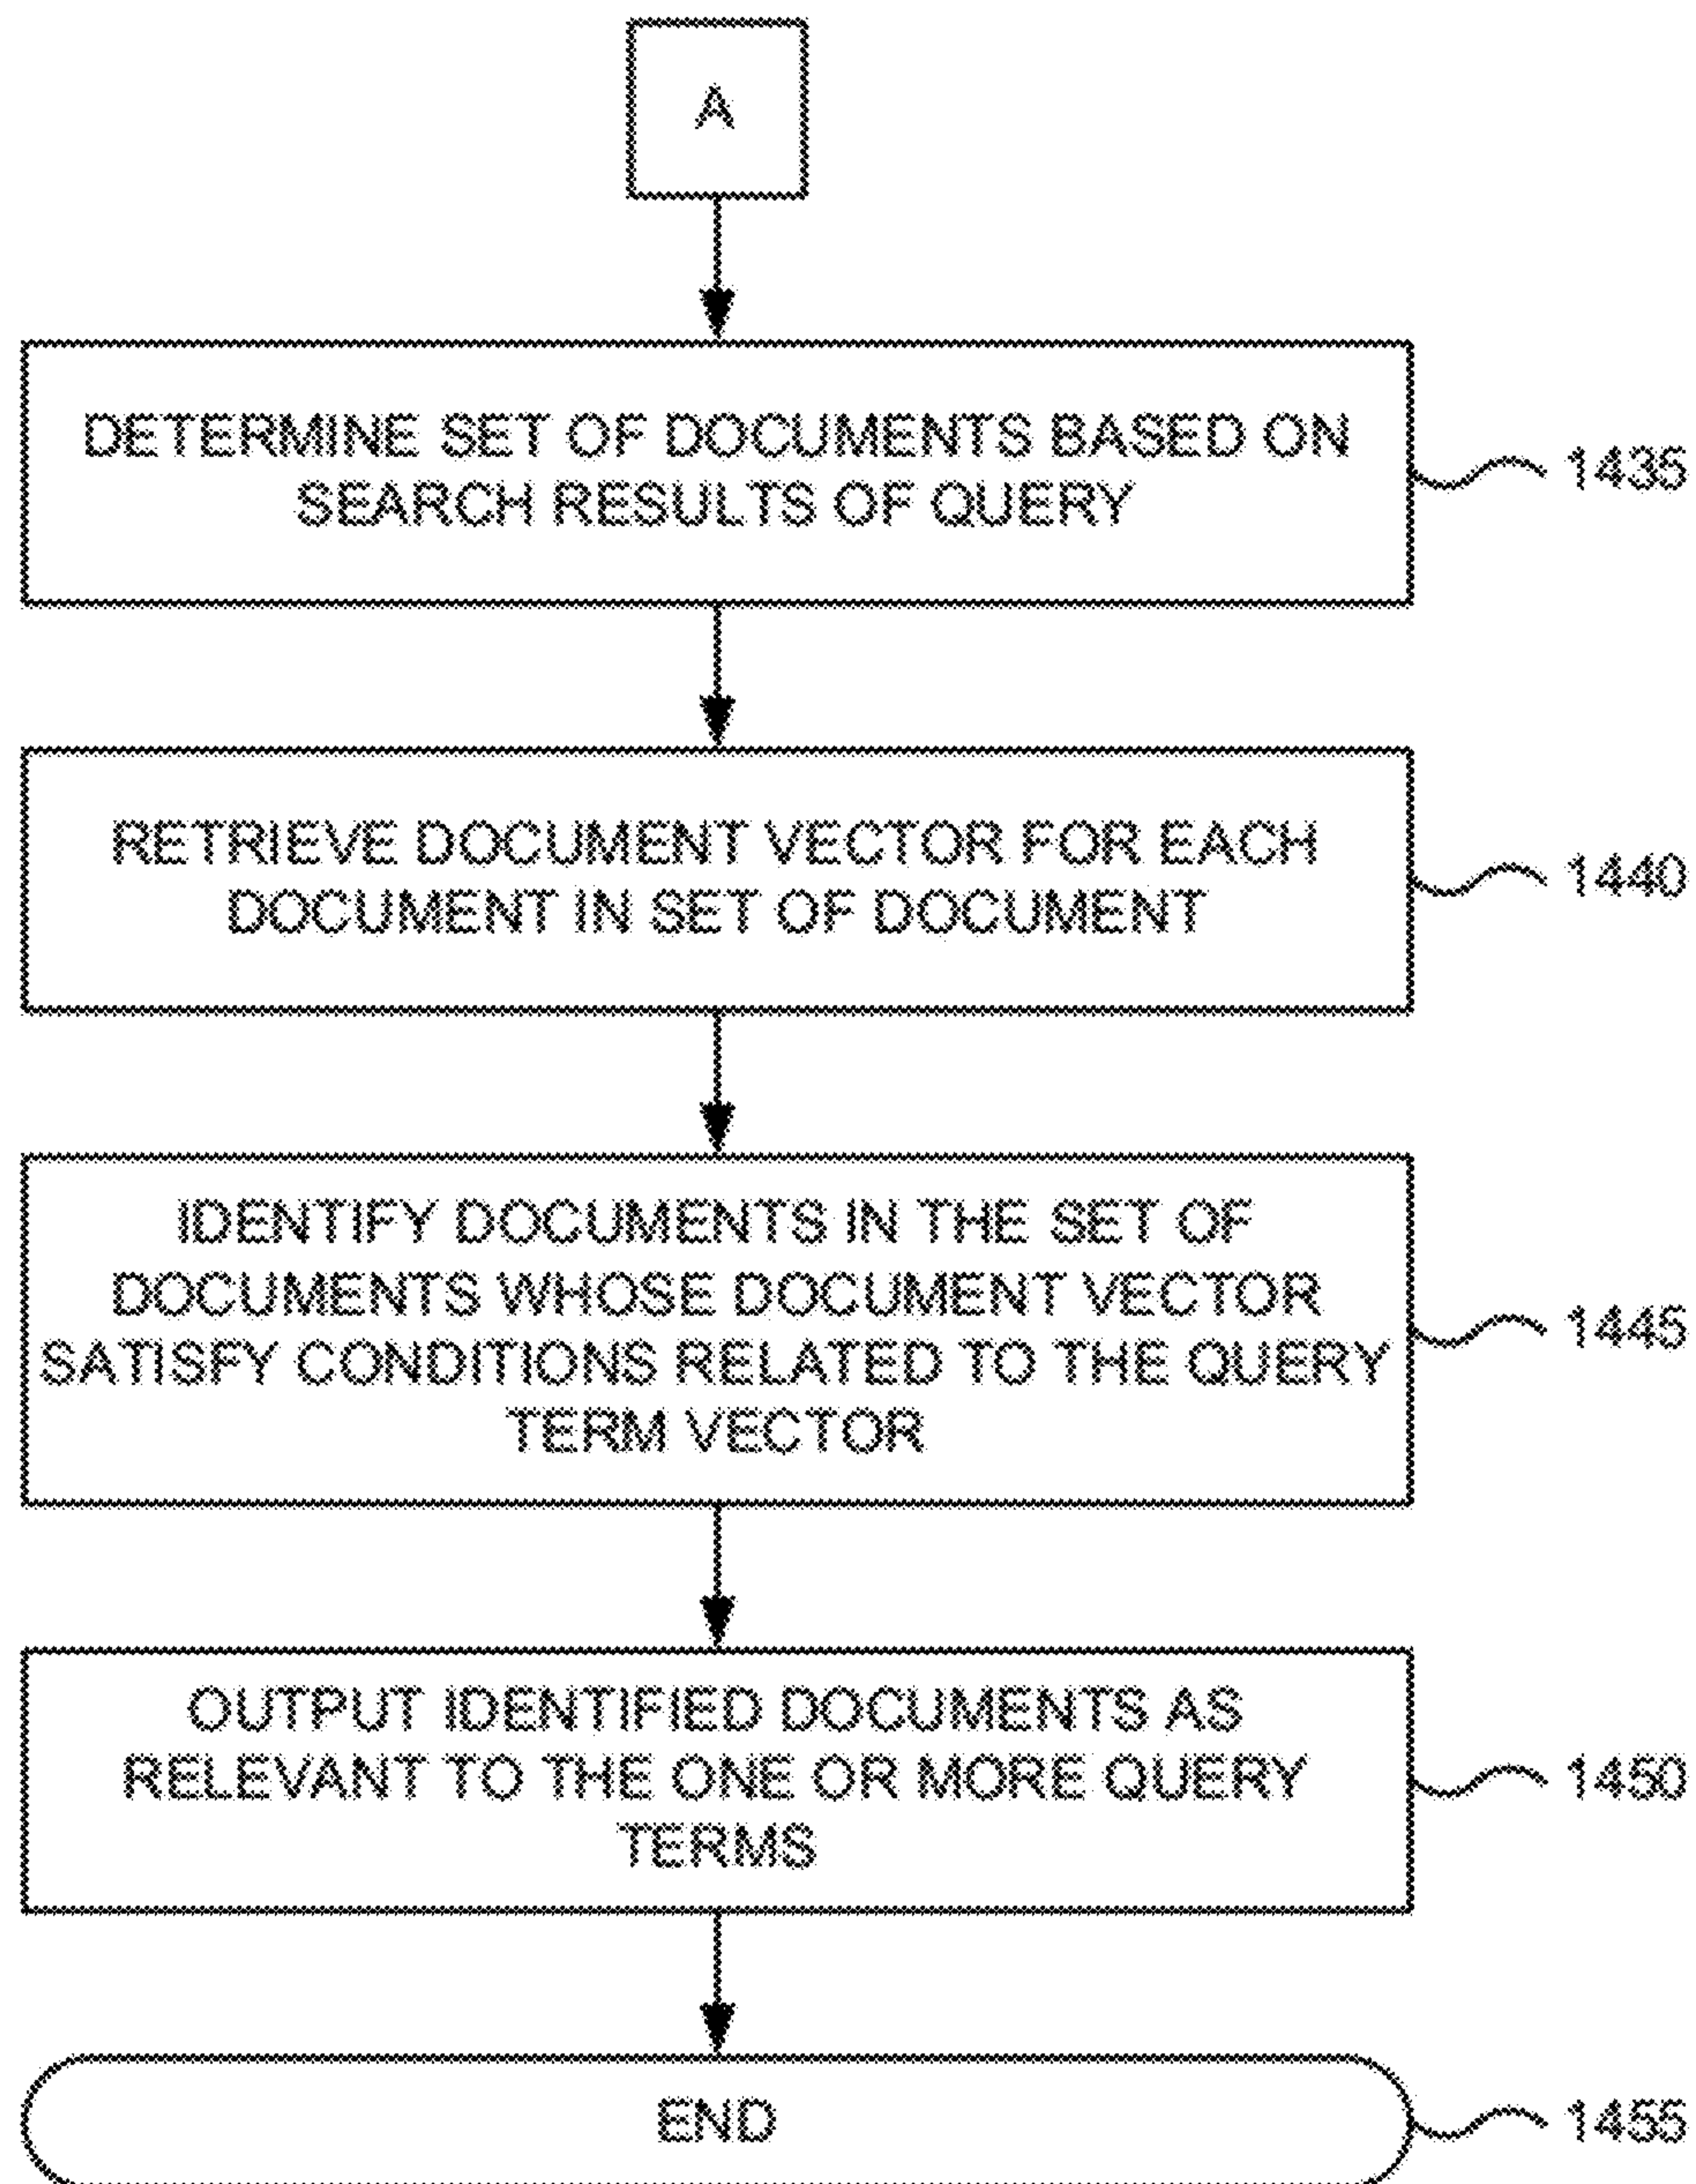 A
DETERMINE SET OF DOCUMENTS BASED ON
SEARCH RESULTS OF QUERY
1435
RETRIEVE DOCUMENT VECTOR FOR EACH
DOCUMENT IN SET OF DOCUMENT
1440
IDENTIFY DOCUMENTS IN THE SET OF
DOCUMENTS WHOSE DOCUMENT VECTOR
SATISFY CONDITIONS RELATED TO THE QUERY
TERM VECTOR
1445
OUTPUT IDENTIFIED DOCUMENTS AS
RELEVANT TO THE ONE OR MORE QUERY
TERMS
1450
END
1455